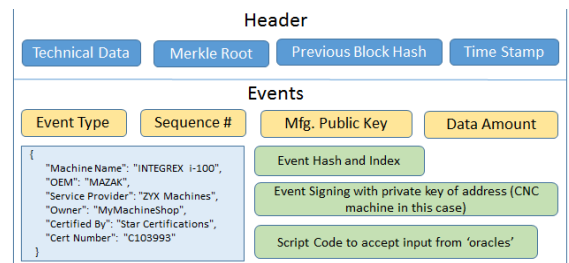 Header
Technical Data
Merkle Root
Previous Block Hash
Time Stamp
Events
Event Type
Sequence #
Mfg. Public Key
Data Amount
{
"Machine Name": "INTEGREX i-100",
"OEM": "MAZAK",
"Service Provider": "ZYX Machines",
"Owner": "MyMachineShop",
"Certified By": "Star Certifications",
"Cert Number": "C103993"
}
Event Hash and Index
Event Signing with private key of address (CNC
machine in this case)
Script Code to accept input from ‘oracles’